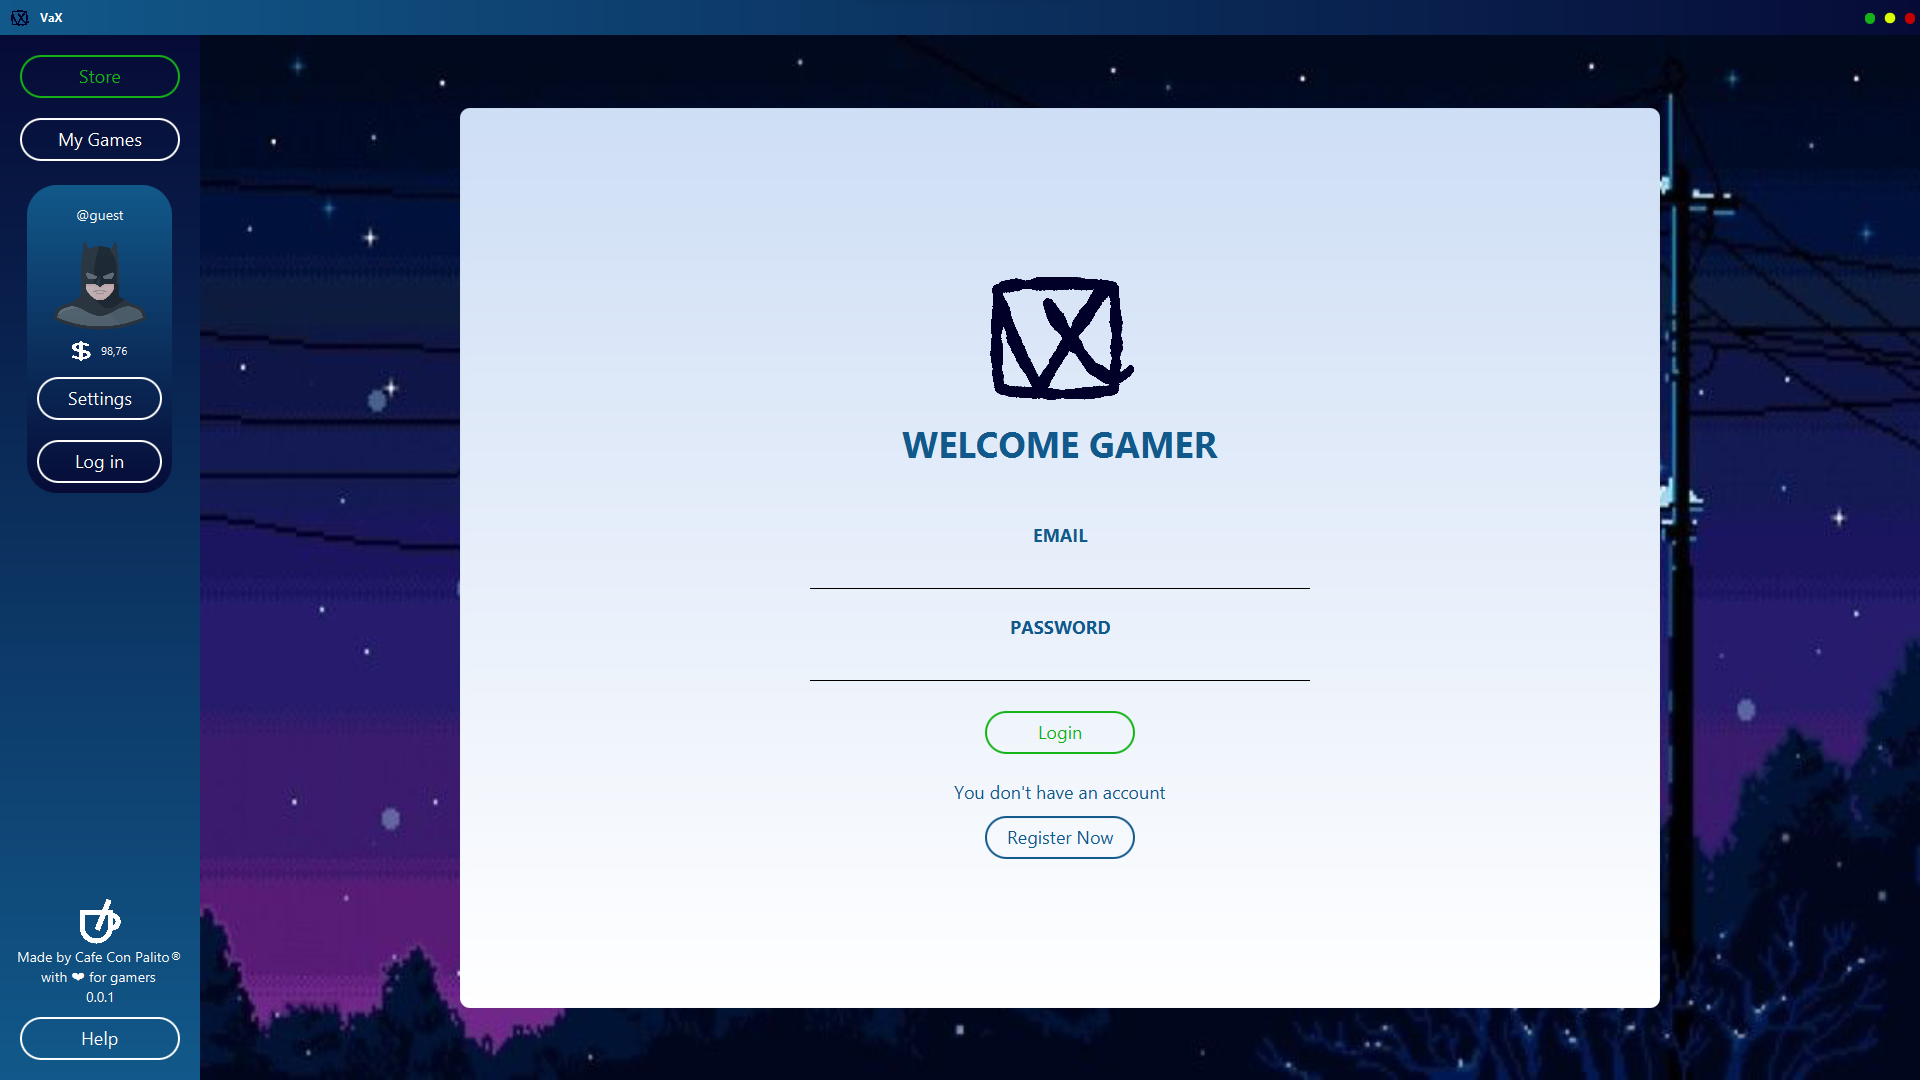 VaX
Store
My Games
@guest
$ 98,76
Settings
Log in
Made by Cafe Con Palito®
with ❤ for gamers
0.0.1
Help
VX
WELCOME GAMER
EMAIL
PASSWORD
Login
You don't have an account
Register Now